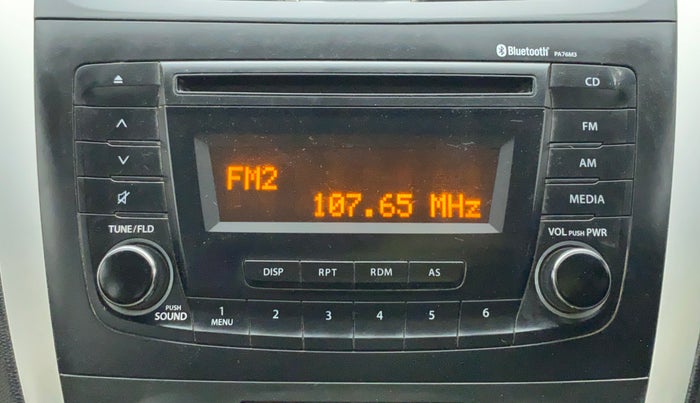 Bluetooth PA76M3
CD
FM
AM
MEDIA
FM2
107.65 MHz
TUNE/FLD
VOL PUSH PWR
DISP RPT RDM AS
PUSH
SOUND
1 2 3 4 5 6
MENU